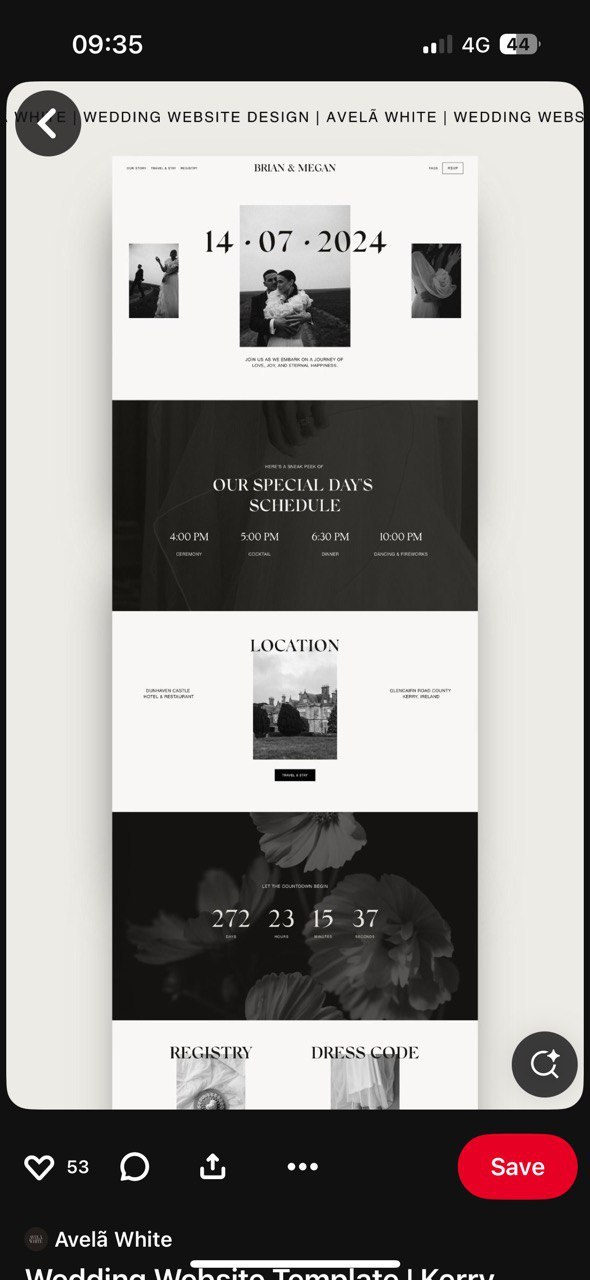 09:35
4G 44
WHITE | WEDDING WEBSITE DESIGN | AVELÃ WHITE | WEDDING WEBS
OUR STORY TRAVEL & STAY REGISTRY
BRIAN & MEGAN
FAQS RSVP
14 · 07 · 2024
JOIN US AS WE EMBARK ON A JOURNEY OF
LOVE, JOY, AND ETERNAL HAPPINESS.
HERE'S A SNEAK PEEK OF
OUR SPECIAL DAY'S
SCHEDULE
4:00 PM 5:00 PM 6:30 PM 10:00 PM
CEREMONY COCKTAIL DINNER DANCING & FIREWORKS
LOCATION
DUNHAVEN CASTLE
HOTEL & RESTAURANT
GLENCAIRN ROAD COUNTY
KERRY, IRELAND
TRAVEL & STAY
LET THE COUNTDOWN BEGIN
272 23 15 37
DAYS HOURS MINUTES SECONDS
REGISTRY DRESS CODE
53
Save
Avelã White
Wedding Website Template | Kerry